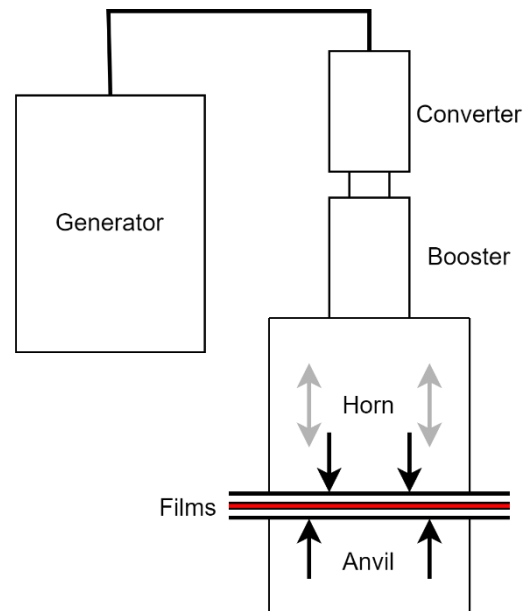 Converter
Generator
Booster
Horn
Films
Anvil